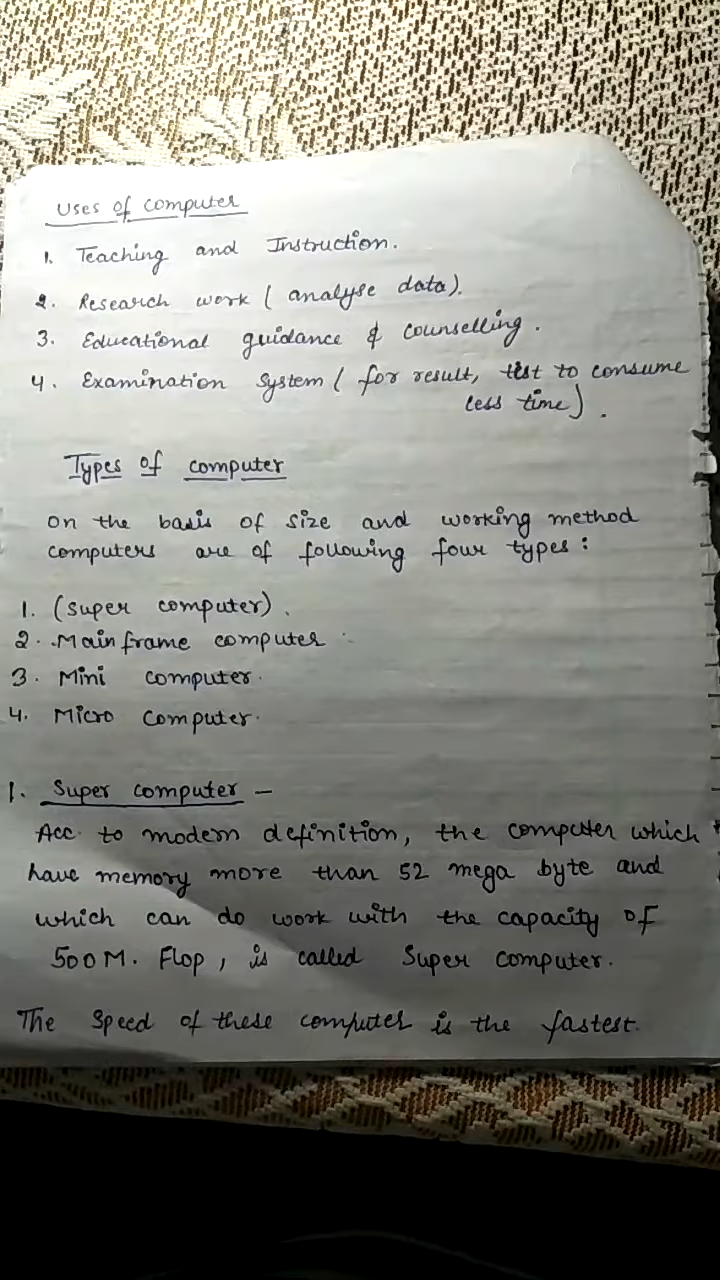 Uses of computer
1. Teaching and Instruction.
2. Research work ( analyse data).
3. Educational guidance & counselling.
4. Examination system ( for result, test to consume
less time).
Types of computer
On the basis of size and working method
computers are of following four types :
1. (super computer).
2. Mainframe computer
3. Mini computer.
4. Micro computer.
1. Super computer –
Acc. to modern definition, the computer which
have memory more than 52 mega byte and
which can do work with the capacity of
500 M. Flop, is called Super computer.
The speed of these computer is the fastest.